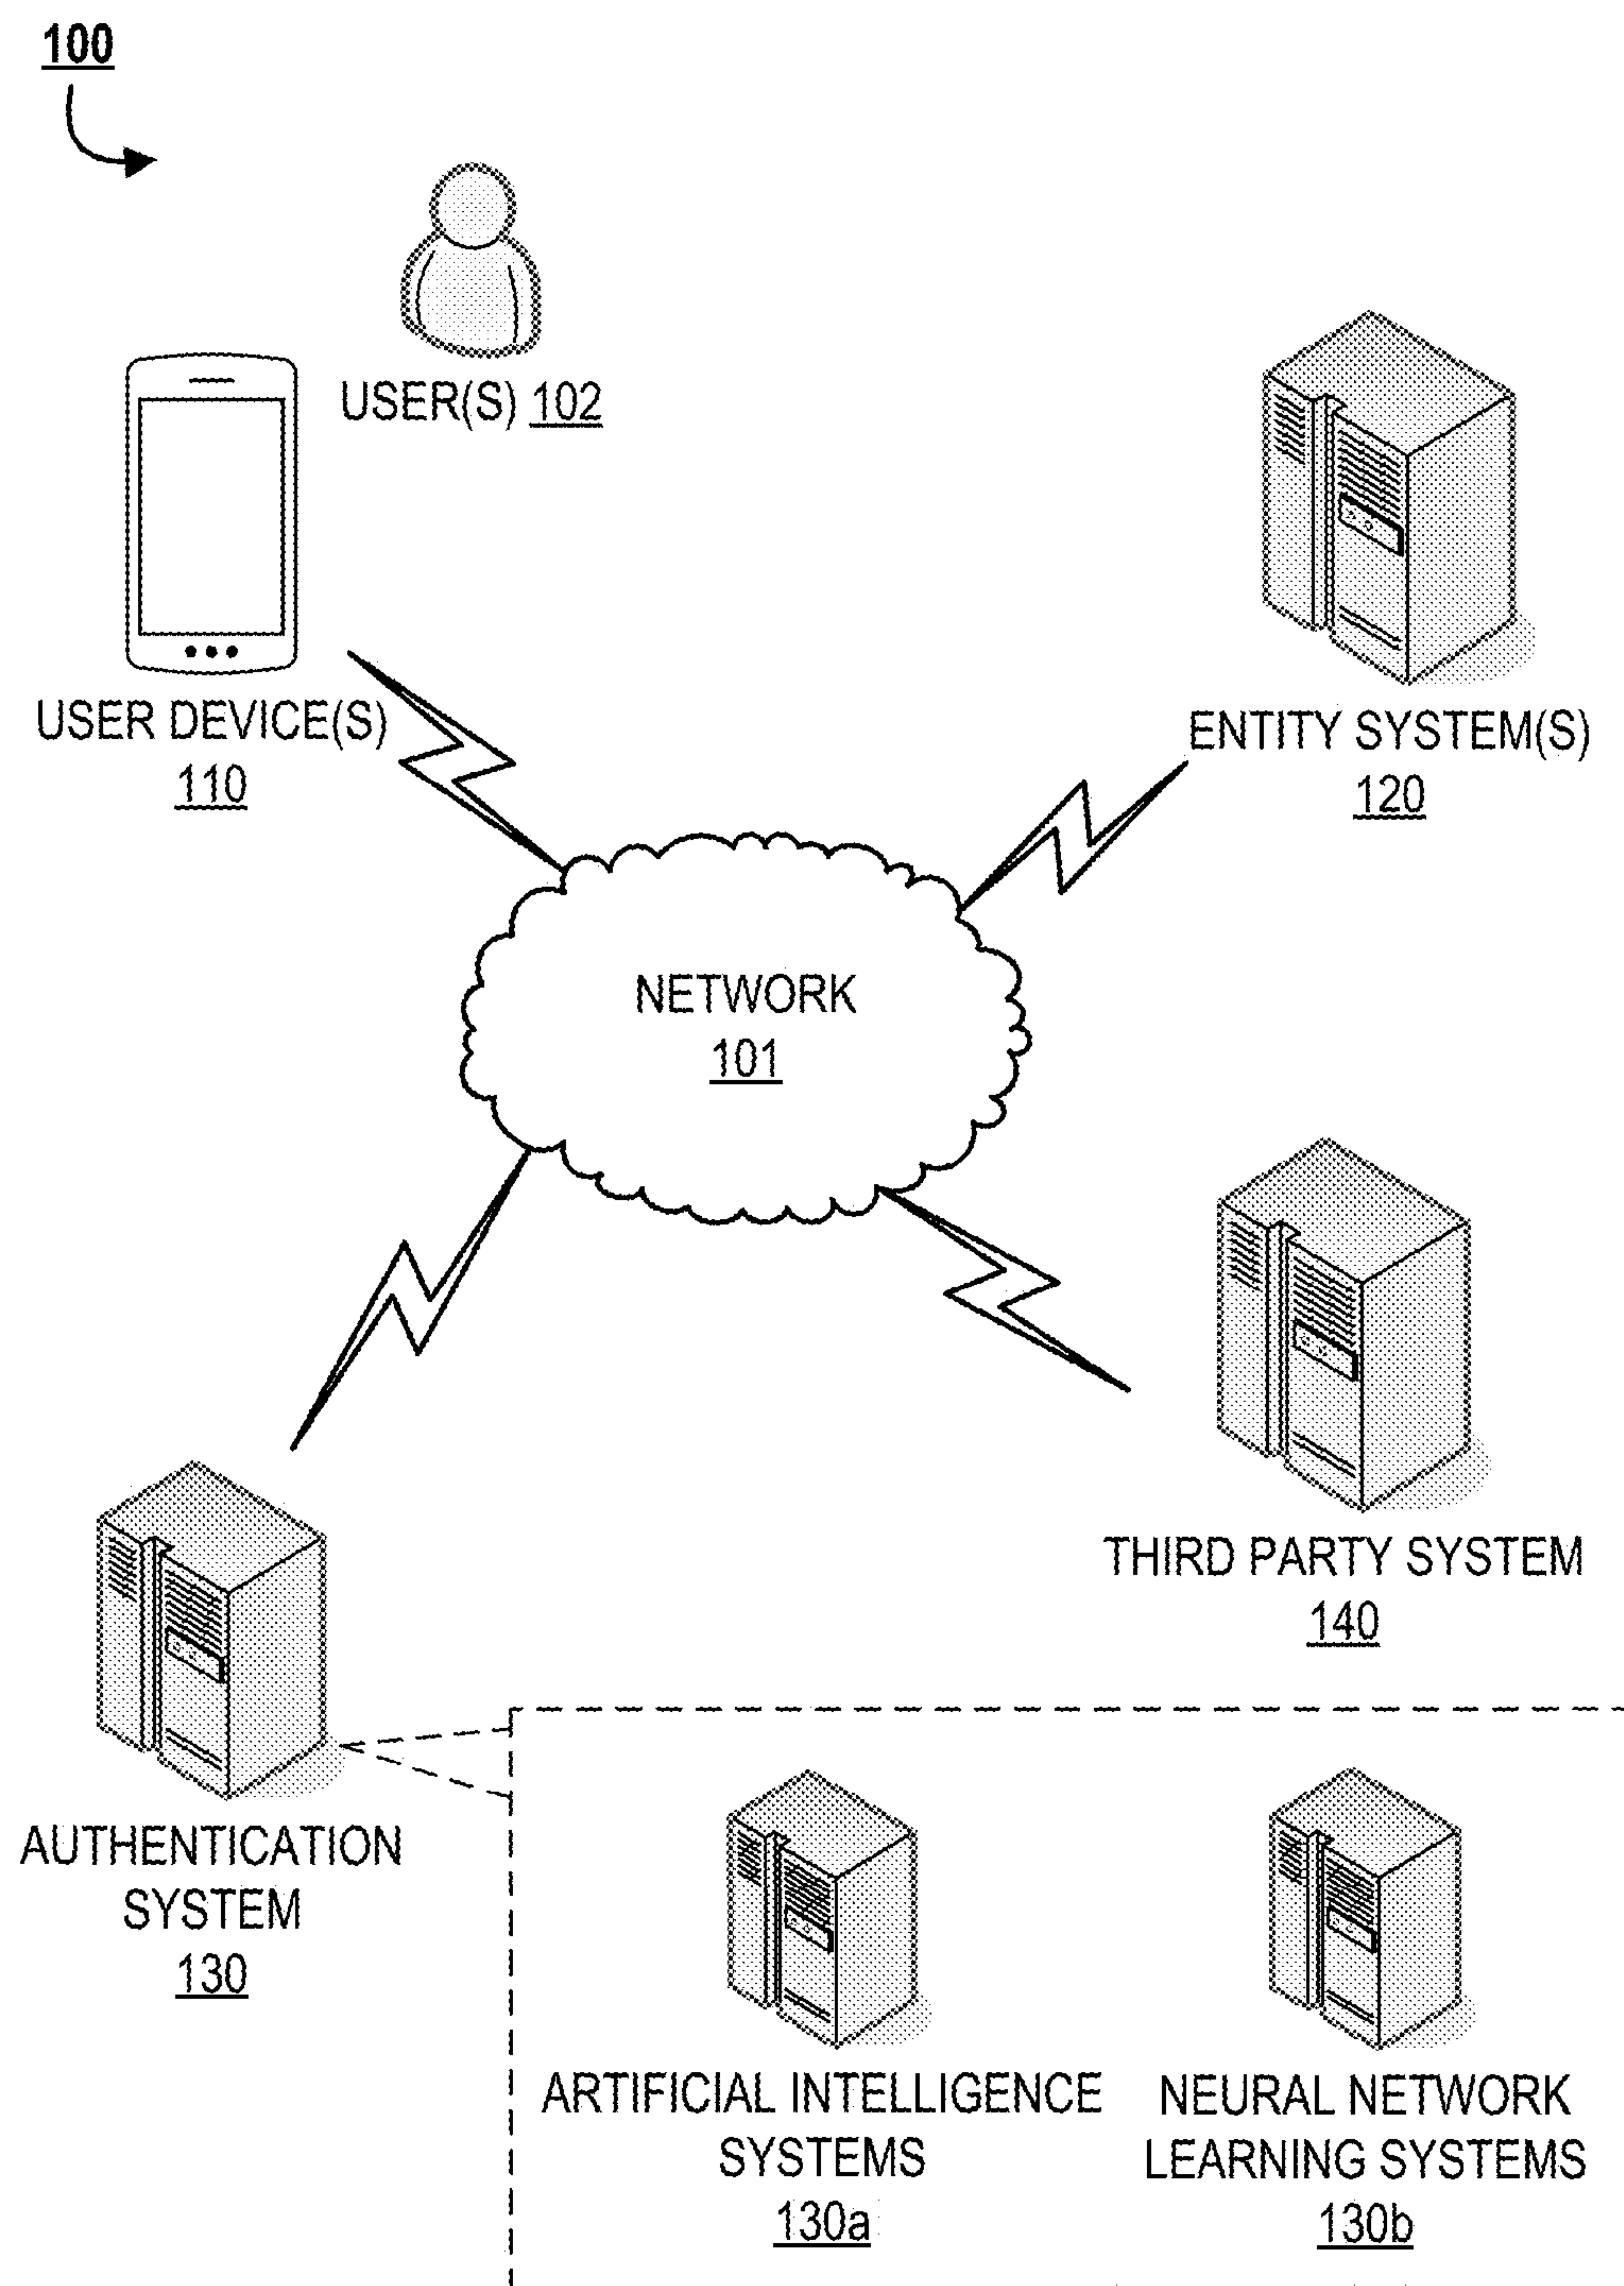 100
USER(S) 102
USER DEVICE(S)
110
ENTITY SYSTEM(S)
120
NETWORK
101
THIRD PARTY SYSTEM
140
AUTHENTICATION
SYSTEM
130
ARTIFICIAL INTELLIGENCE
SYSTEMS
130a
NEURAL NETWORK
LEARNING SYSTEMS
130b